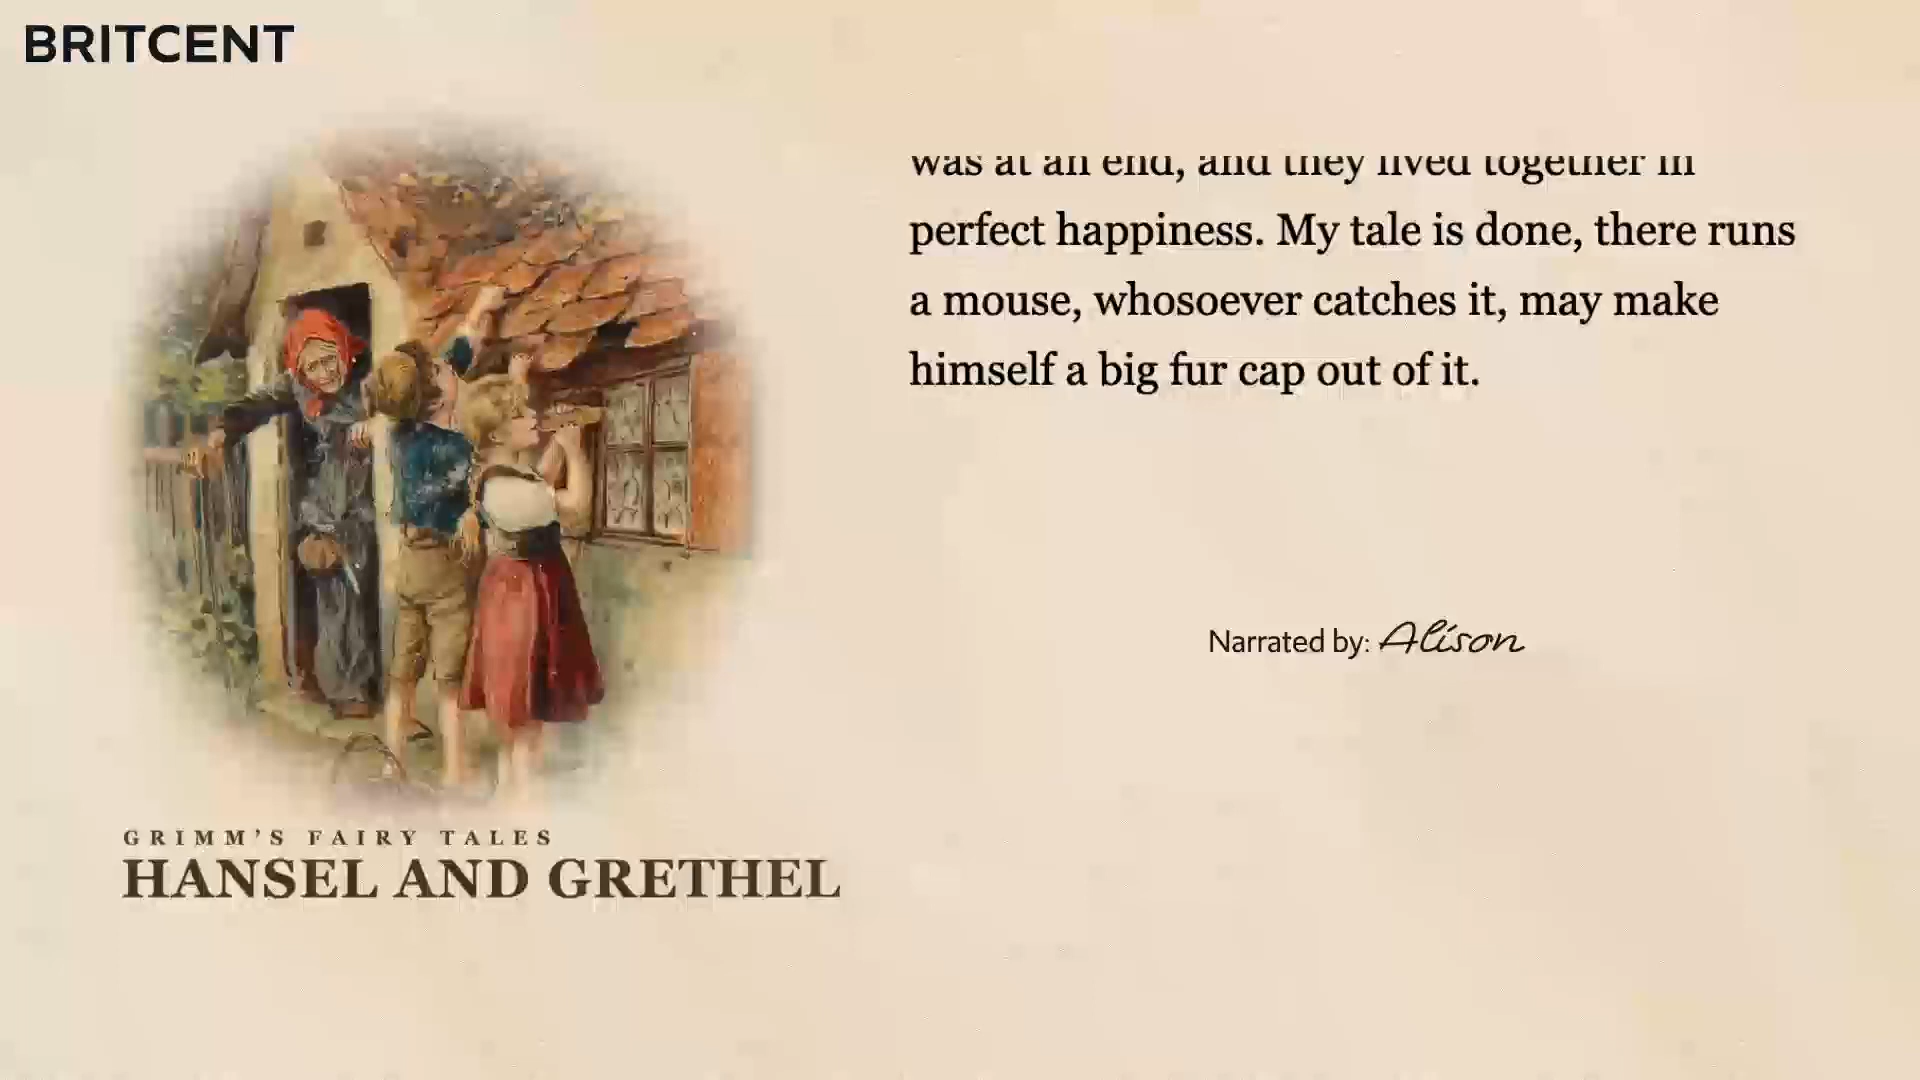 BRITCENT
was at an end, and they lived together in
perfect happiness. My tale is done, there runs
a mouse, whosoever catches it, may make
himself a big fur cap out of it.
Narrated by: Alison
GRIMM'S FAIRY TALES
HANSEL AND GRETHEL